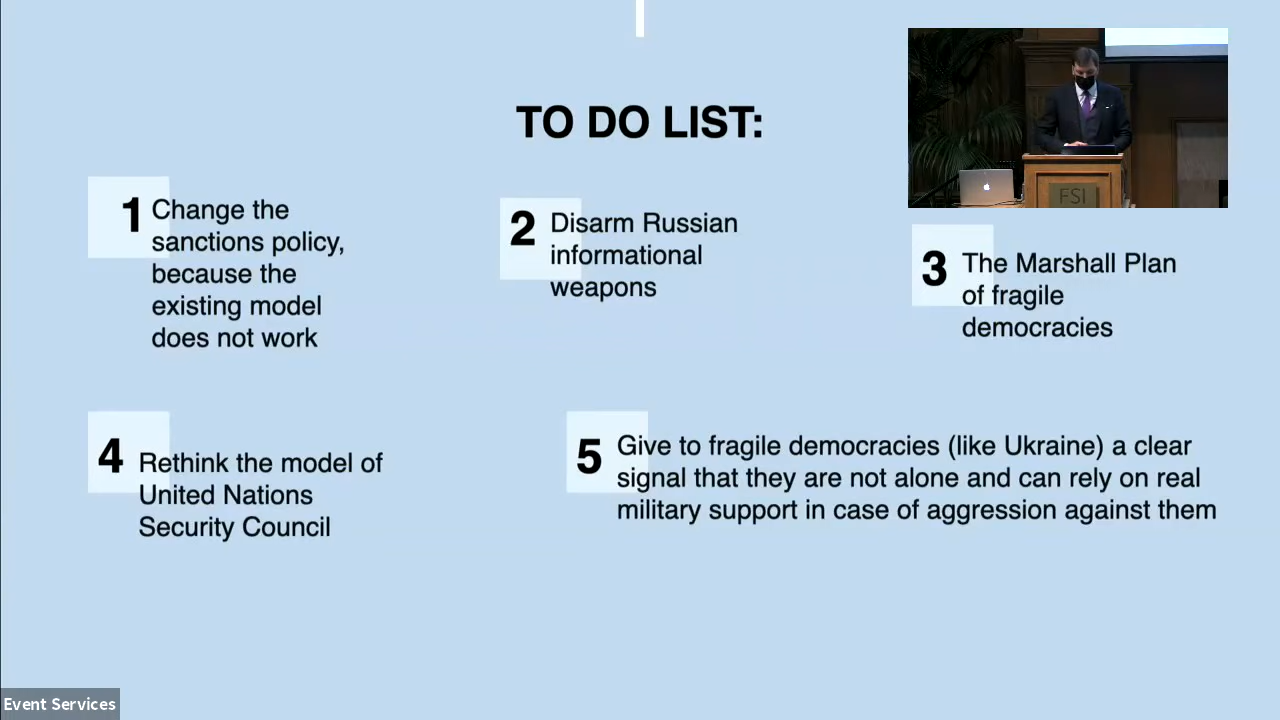 TO DO LIST:
1
Change the
sanctions policy,
because the
existing model
does not work
2
Disarm Russian
informational
weapons
3
The Marshall Plan
of fragile
democracies
4
Rethink the model of
United Nations
Security Council
5
Give to fragile democracies (like Ukraine) a clear
signal that they are not alone and can rely on real
military support in case of aggression against them
FSI
Event Services